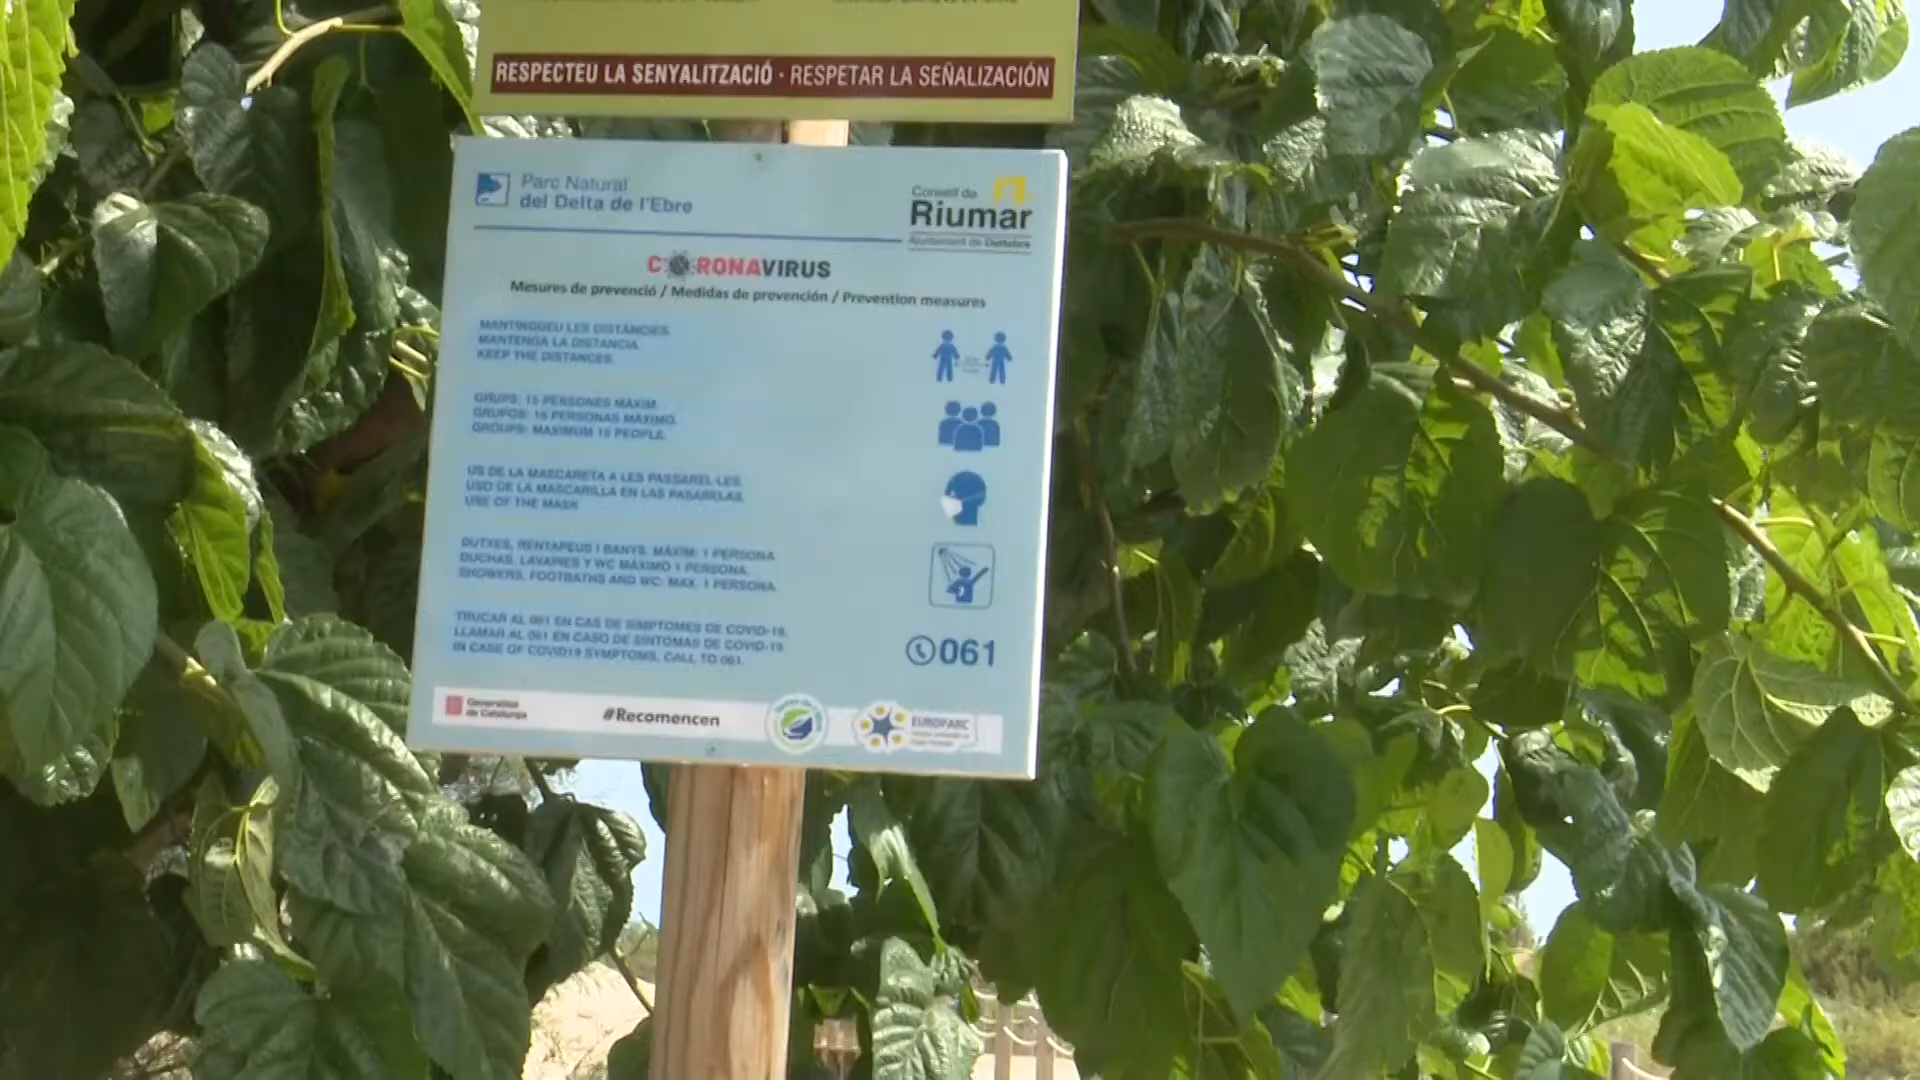 RESPECTEU LA SENYALITZACIÓ · RESPETAR LA SEÑALIZACIÓN
Parc Natural
del Delta de l'Ebre
Consell de
Riumar
Ajuntament de Deltebre
CORONAVIRUS
Mesures de prevenció / Medidas de prevención / Prevention measures
MANTINGUEU LES DISTÀNCIES.
MANTENGA LA DISTANCIA.
KEEP THE DISTANCES.
GRUPS: 15 PERSONES MÀXIM.
GRUPOS: 15 PERSONAS MÁXIMO.
GROUPS: MAXIMUM 15 PEOPLE.
ÚS DE LA MASCARETA A LES PASSAREL·LES.
USO DE LA MASCARILLA EN LAS PASARELAS.
USE OF THE MASK
DUTXES, RENTAPEUS I BANYS. MÀXIM: 1 PERSONA
DUCHAS, LAVAPIES Y WC MÁXIMO 1 PERSONA.
SHOWERS, FOOTBATHS AND WC: MAX. 1 PERSONA.
TRUCAR AL 061 EN CAS DE SÍMPTOMES DE COVID-19.
LLAMAR AL 061 EN CASO DE SÍNTOMAS DE COVID-19
IN CASE OF COVID19 SYMPTOMS, CALL TO 061.
061
Generalitat
de Catalunya
#Recomencen
EUROPARC